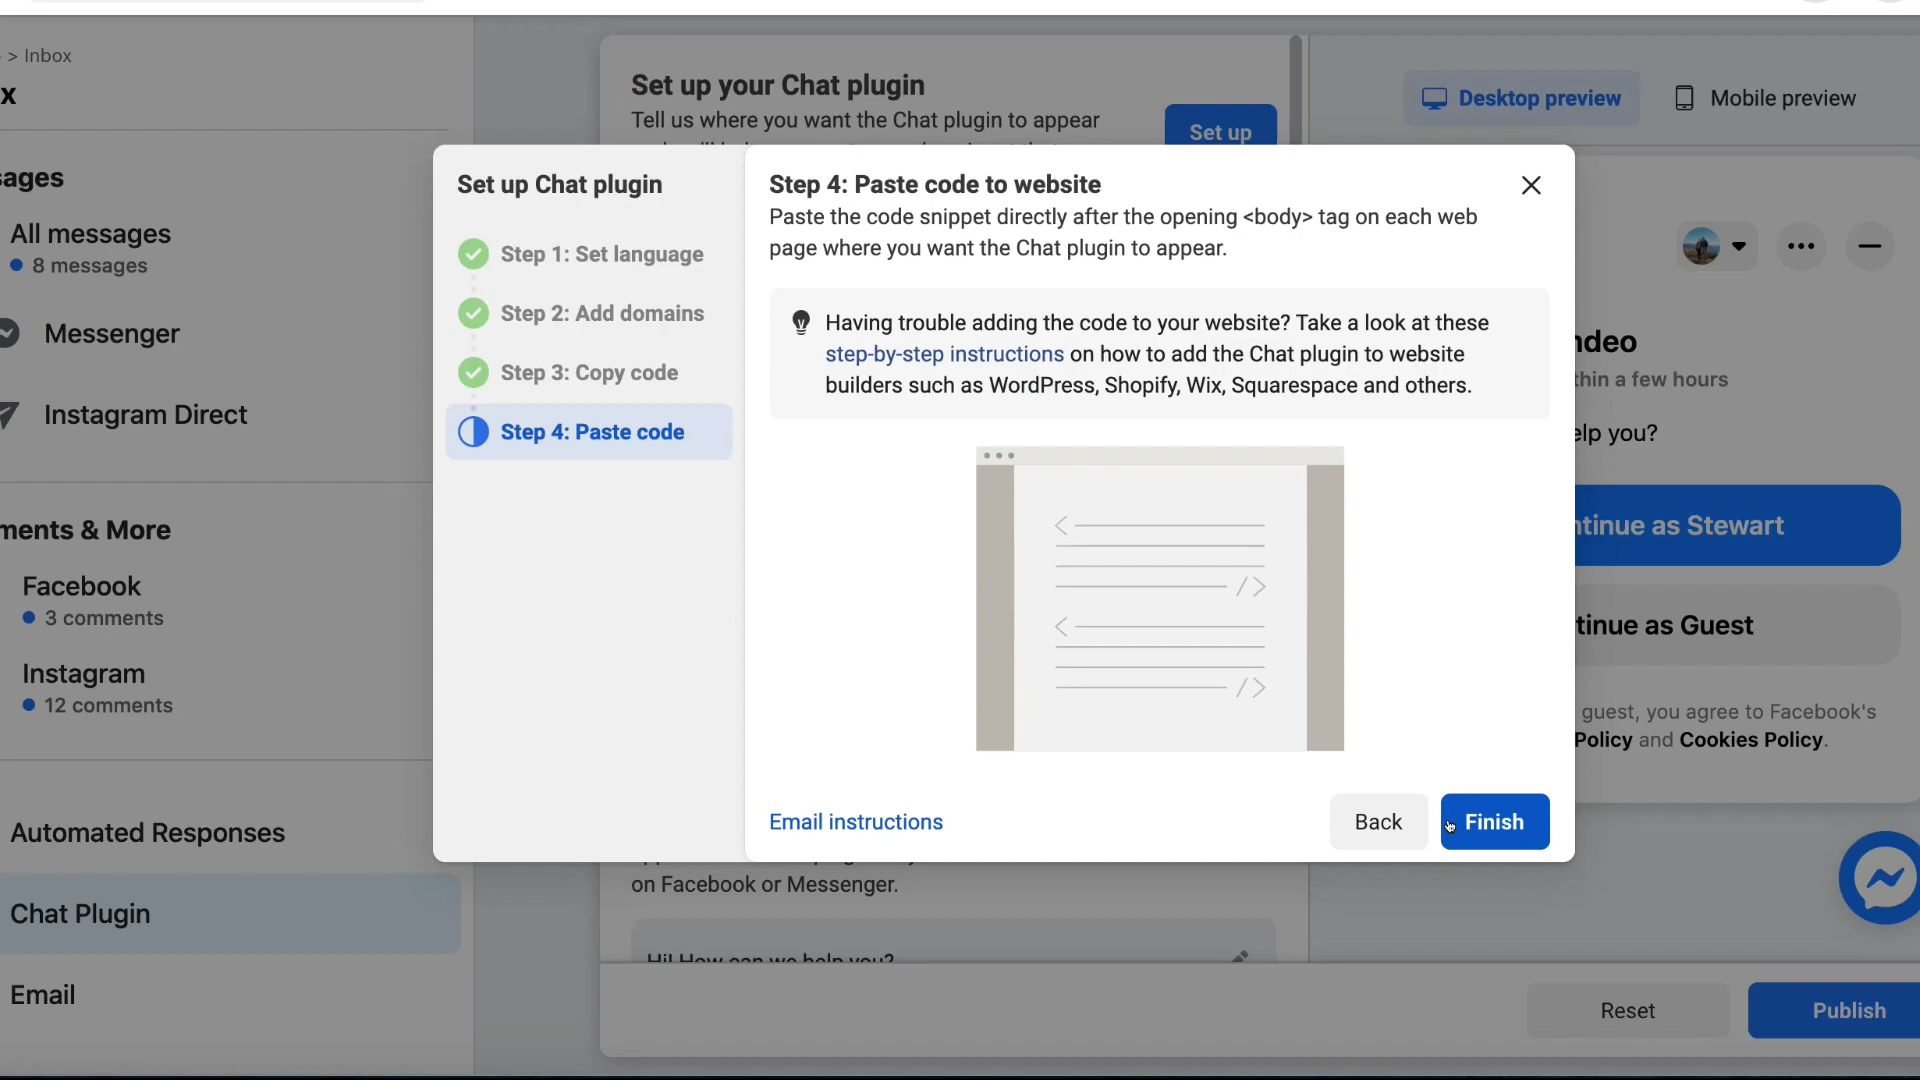 > Inbox
x
All messages
8 messages
Messenger
Instagram Direct
& More
Facebook
3 comments
Instagram
12 comments
Automated Responses
Chat Plugin
Email
Set up your Chat plugin
Tell us where you want the Chat plugin to appear
Set up
Desktop preview
Mobile preview
Set up Chat plugin
Step 1: Set language
Step 2: Add domains
Step 3: Copy code
Step 4: Paste code
Step 4: Paste code to website
Paste the code snippet directly after the opening <body> tag on each web
page where you want the Chat plugin to appear.
Having trouble adding the code to your website? Take a look at these
step-by-step instructions on how to add the Chat plugin to website
builders such as WordPress, Shopify, Wix, Squarespace and others.
Email instructions
Back
Finish
ndeo
thin a few hours
elp you?
ntinue as Stewart
tinue as Guest
guest, you agree to Facebook's
Policy and Cookies Policy.
on Facebook or Messenger.
Hi! How can we help you?
Reset
Publish